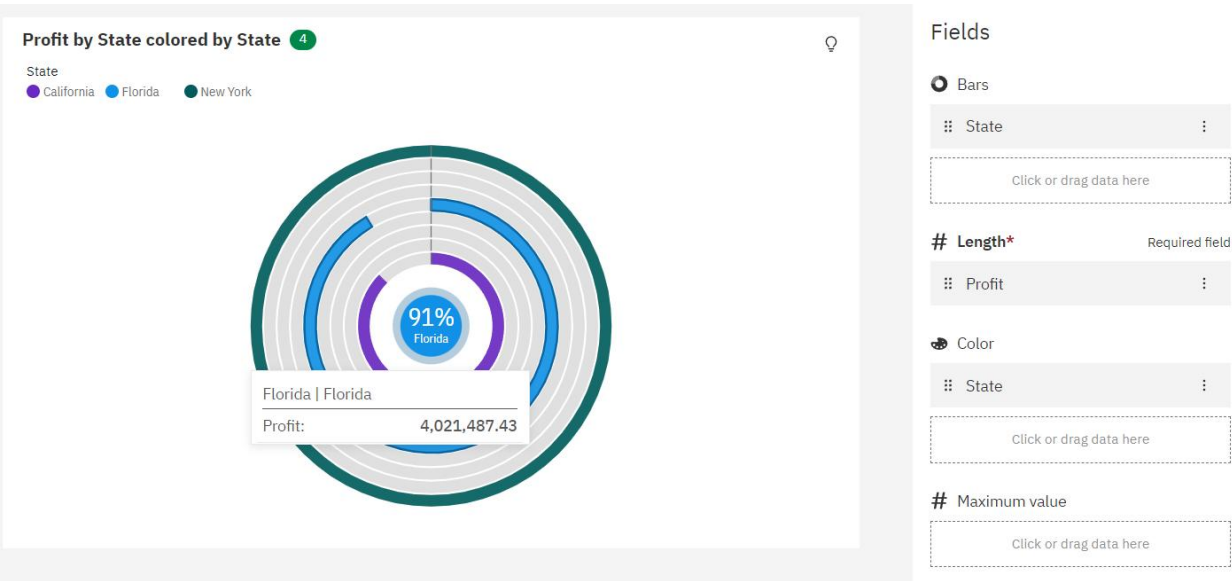 Profit by State colored by State 4
State
California Florida New York
91%
Florida
Florida | Florida
Profit: 4,021,487.43
Fields
Bars
State
Click or drag data here
# Length* Required field
Profit
Color
State
Click or drag data here
# Maximum value
Click or drag data here